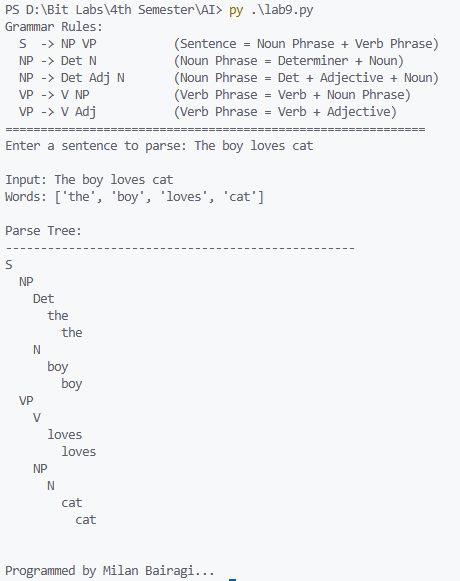 PS D:\Bit Labs\4th Semester\AI> py .\lab9.py
Grammar Rules:
  S  -> NP VP           (Sentence = Noun Phrase + Verb Phrase)
  NP -> Det N           (Noun Phrase = Determiner + Noun)
  NP -> Det Adj N       (Noun Phrase = Det + Adjective + Noun)
  VP -> V NP            (Verb Phrase = Verb + Noun Phrase)
  VP -> V Adj           (Verb Phrase = Verb + Adjective)
============================================================
Enter a sentence to parse: The boy loves cat

Input: The boy loves cat
Words: ['the', 'boy', 'loves', 'cat']

Parse Tree:
--------------------------------------------------
S
  NP
    Det
      the
        the
    N
      boy
        boy
  VP
    V
      loves
        loves
    NP
      N
        cat
          cat


Programmed by Milan Bairagi...